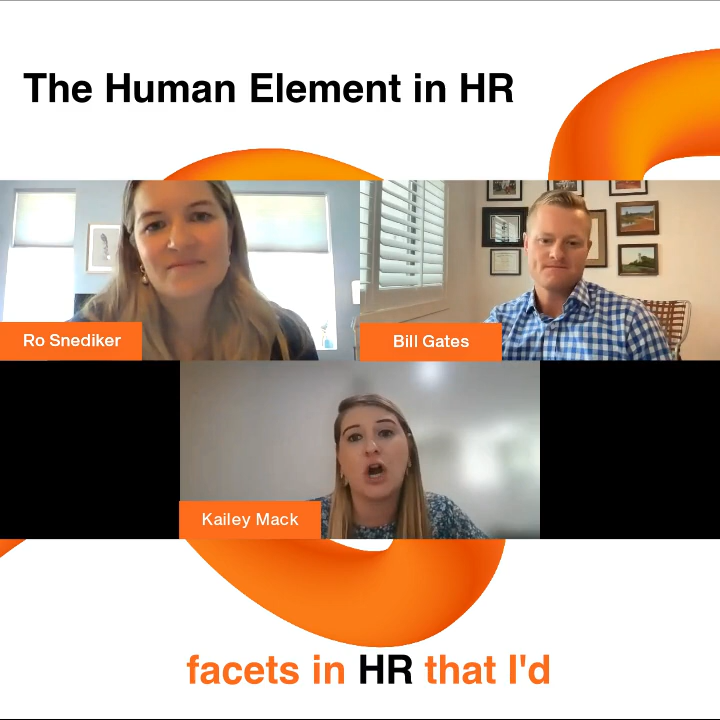 The Human Element in HR
Ro Snediker
Bill Gates
Kailey Mack
facets in HR that I'd